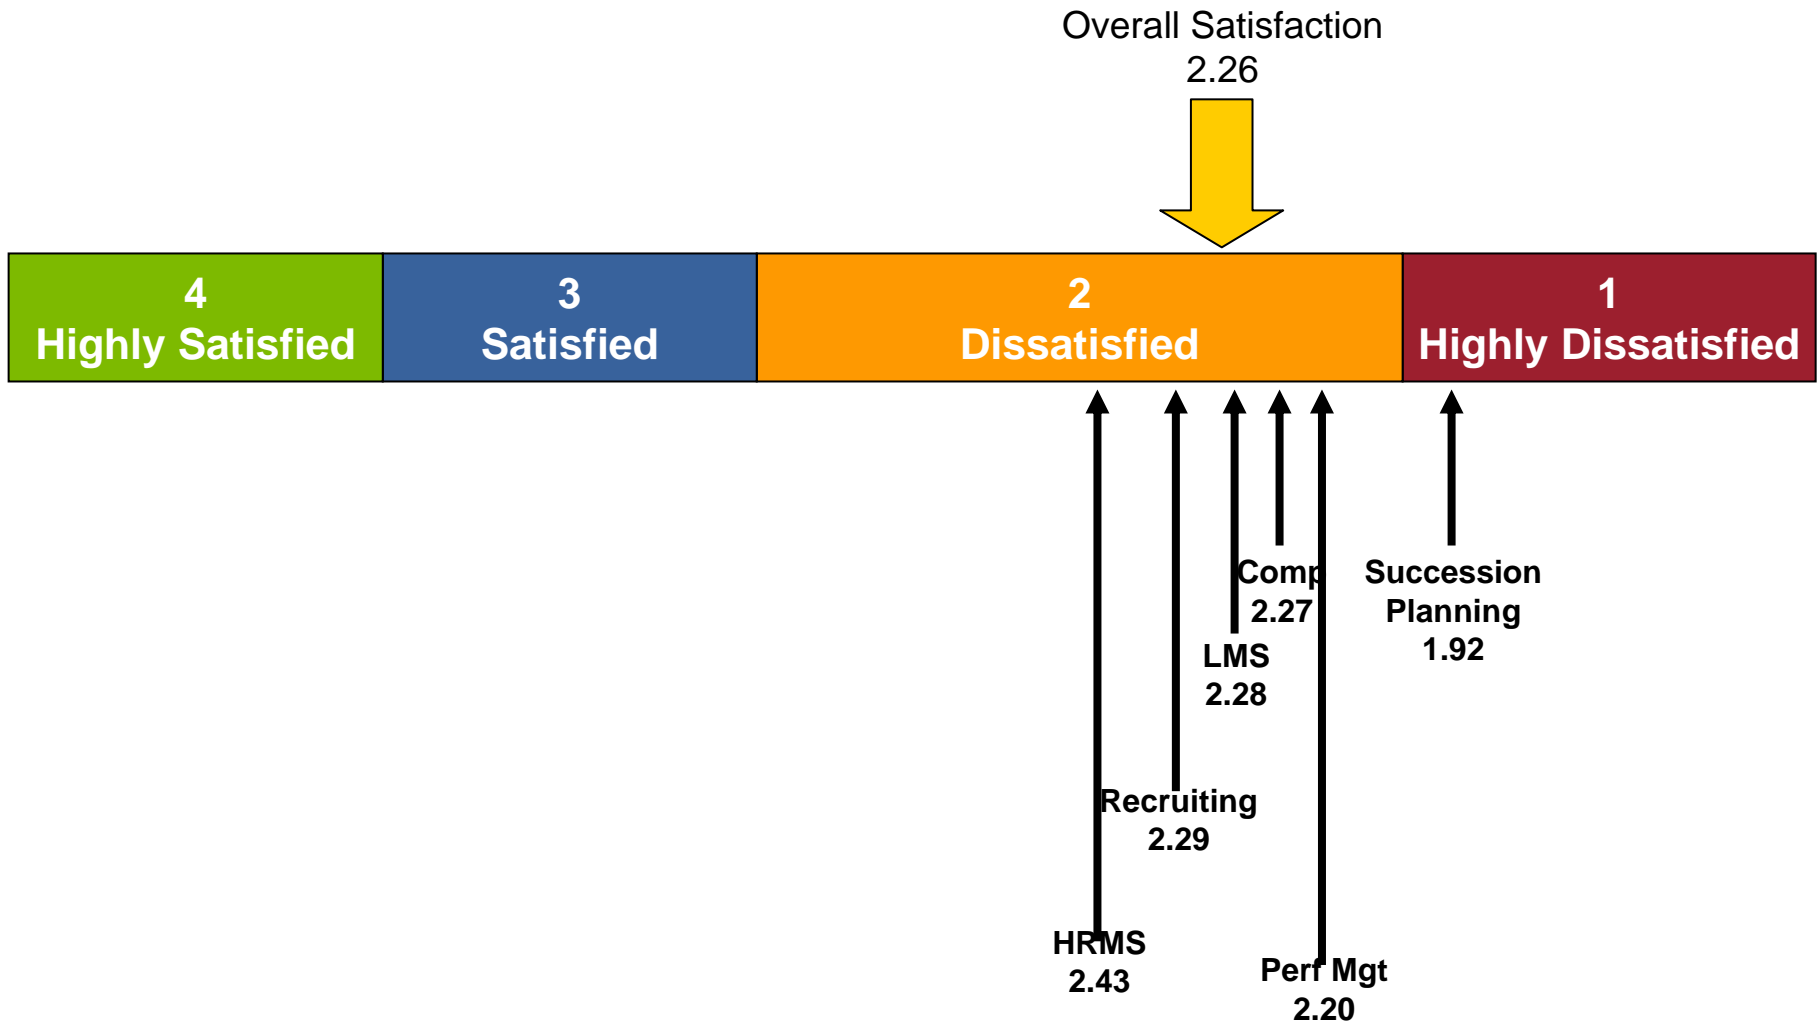 Overall Satisfaction
2.26
4
Highly Satisfied
3
Satisfied
2
Dissatisfied
1
Highly Dissatisfied
Comp
2.27
Succession
Planning
1.92
LMS
2.28
Recruiting
2.29
HRMS
2.43
Perf Mgt
2.20